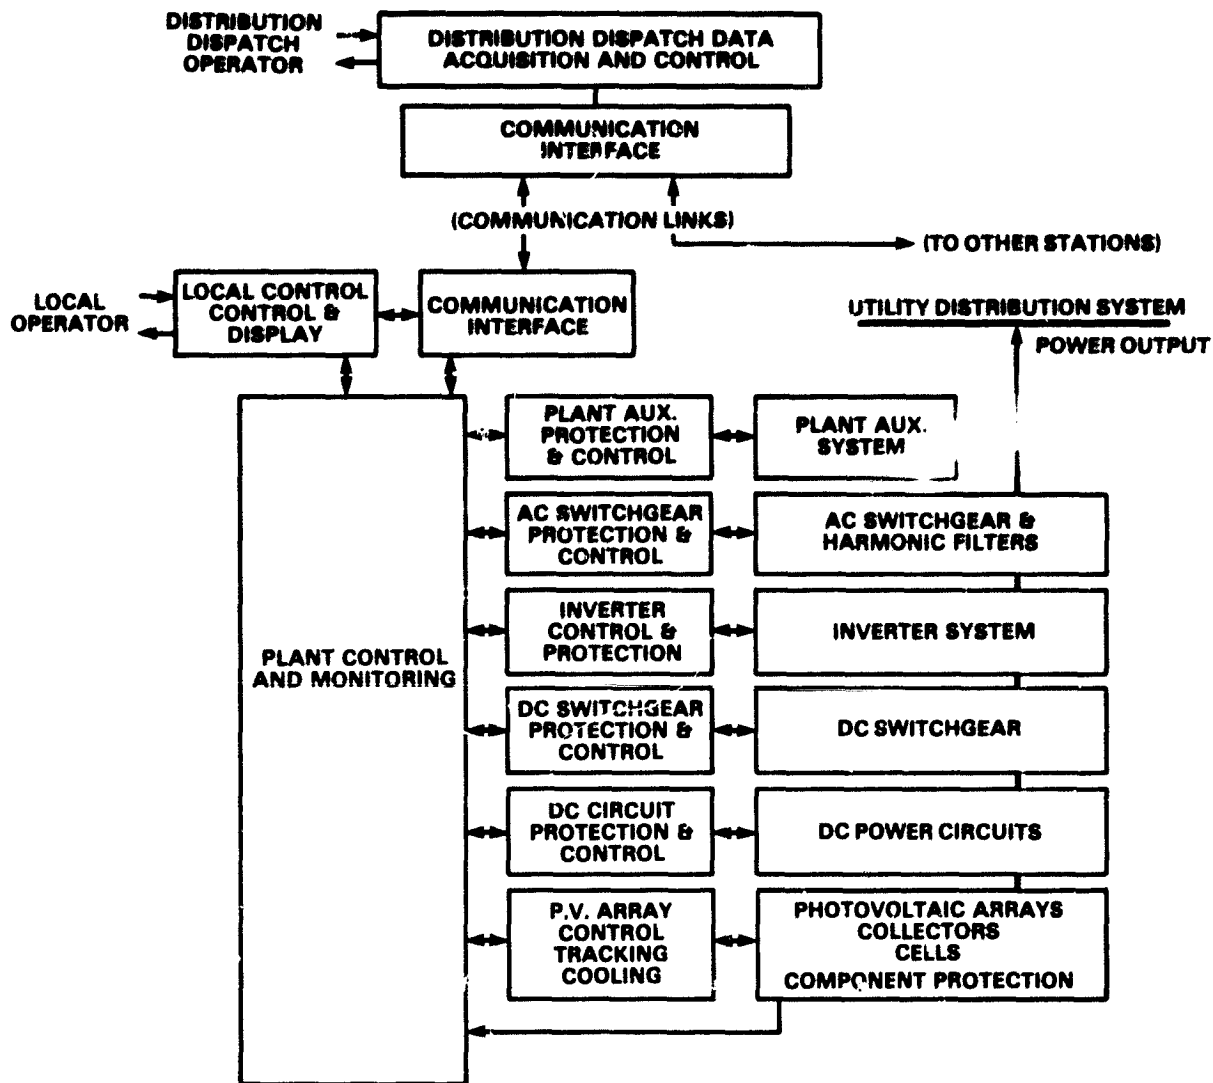 DISTRIBUTION
DISPATCH
OPERATOR
DISTRIBUTION DISPATCH DATA
ACQUISITION AND CONTROL
COMMUNICATION
INTERFACE
(COMMUNICATION LINKS)
(TO OTHER STATIONS)
LOCAL
OPERATOR
LOCAL CONTROL
CONTROL &
DISPLAY
COMMUNICATION
INTERFACE
UTILITY DISTRIBUTION SYSTEM
POWER OUTPUT
PLANT CONTROL
AND MONITORING
PLANT AUX.
PROTECTION
& CONTROL
PLANT AUX.
SYSTEM
AC SWITCHGEAR
PROTECTION &
CONTROL
AC SWITCHGEAR &
HARMONIC FILTERS
INVERTER
CONTROL &
PROTECTION
INVERTER SYSTEM
DC SWITCHGEAR
PROTECTION &
CONTROL
DC SWITCHGEAR
DC CIRCUIT
PROTECTION &
CONTROL
DC POWER CIRCUITS
P.V. ARRAY
CONTROL
TRACKING
COOLING
PHOTOVOLTAIC ARRAYS
COLLECTORS
CELLS
COMPONENT PROTECTION